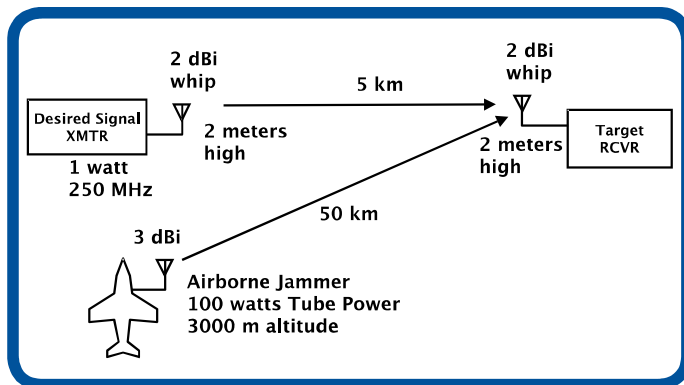 2 dBi
whip
5 km
2 dBi
whip
Desired Signal
XMTR
2 meters
high
1 watt
250 MHz
Target
RCVR
2 meters
high
50 km
3 dBi
Airborne Jammer
100 watts Tube Power
3000 m altitude